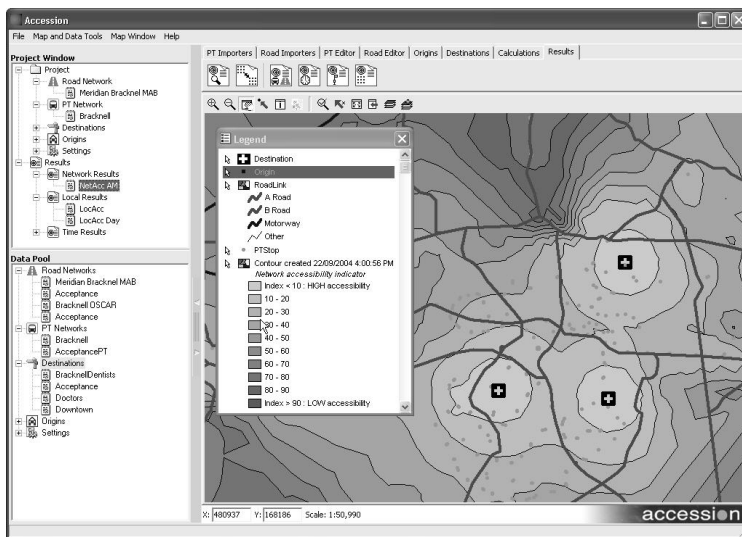 Accession
File Map and Data Tools Map Window Help
Project Window
Project
Road Network
Meridian Bracknel MAB
PT Network
Bracknell
Destinations
Origins
Settings
Results
Network Results
NetAcc AM
Local Results
LocAcc
LocAcc Day
Time Results
Data Pool
Road Networks
Meridian Bracknel MAB
Acceptance
Bracknell OSCAR
Acceptance
PT Networks
Bracknell
AcceptancePT
Destinations
BracknellDentists
Acceptance
Doctors
Downtown
Origins
Settings
PT Importers Road Importers PT Editor Road Editor Origins Destinations Calculations Results
Legend
Destination
Origin
RoadLink
A Road
B Road
Motorway
Other
PTStop
Contour created 22/09/2004 4:00:56 PM
Network accessibility indicator
Index < 10 : HIGH accessibility
10 - 20
20 - 30
30 - 40
40 - 50
50 - 60
60 - 70
70 - 80
80 - 90
Index > 90 : LOW accessibility
X: 480937 Y: 168186 Scale: 1:50,990
accession